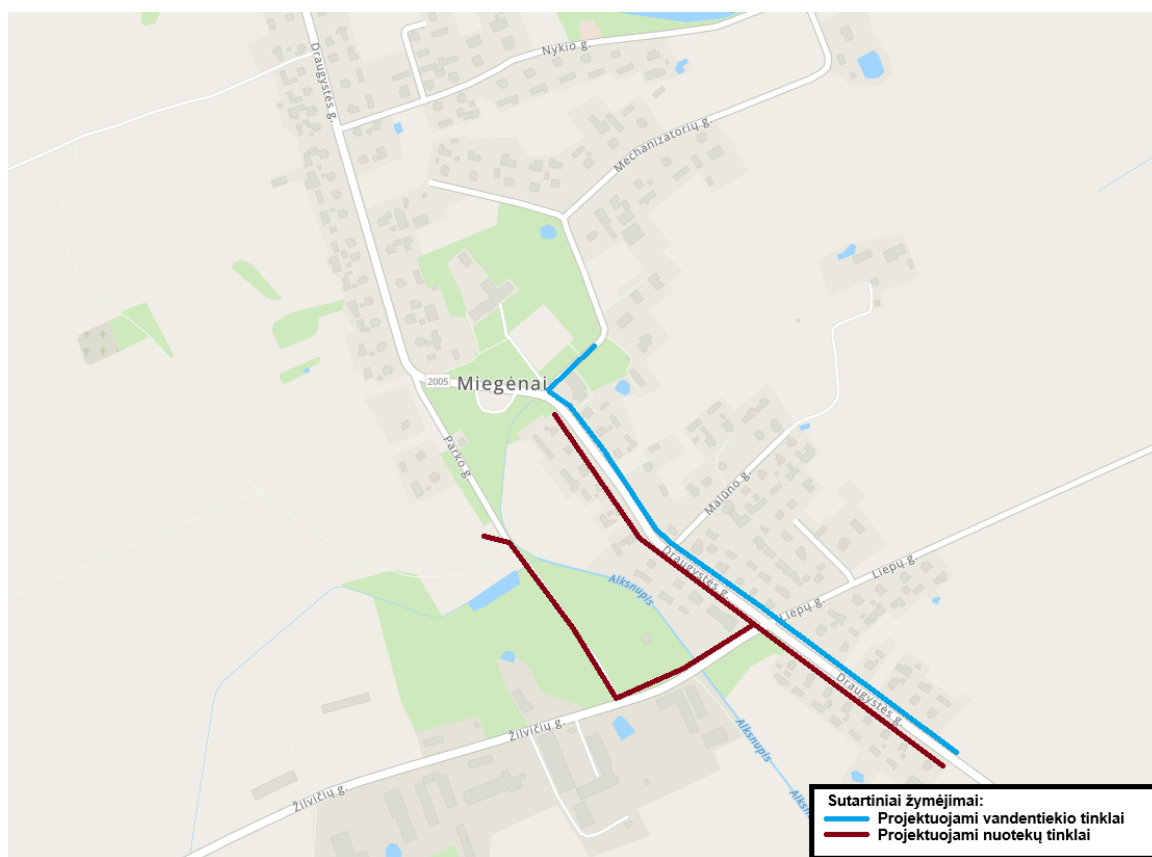 Nykio g.
Draugystės g.
Mechanizatorių g.
2005
Miegėnai
Parko g.
Malūno g.
Draugystės g.
Liepų g.
Alksnupis
Liepų g.
Draugystės g.
Žilvičių g.
Alksnupis
Žilvičių g.
Sutartiniai žymėjimai:
Projektuojami vandentiekio tinklai
Projektuojami nuotekų tinklai